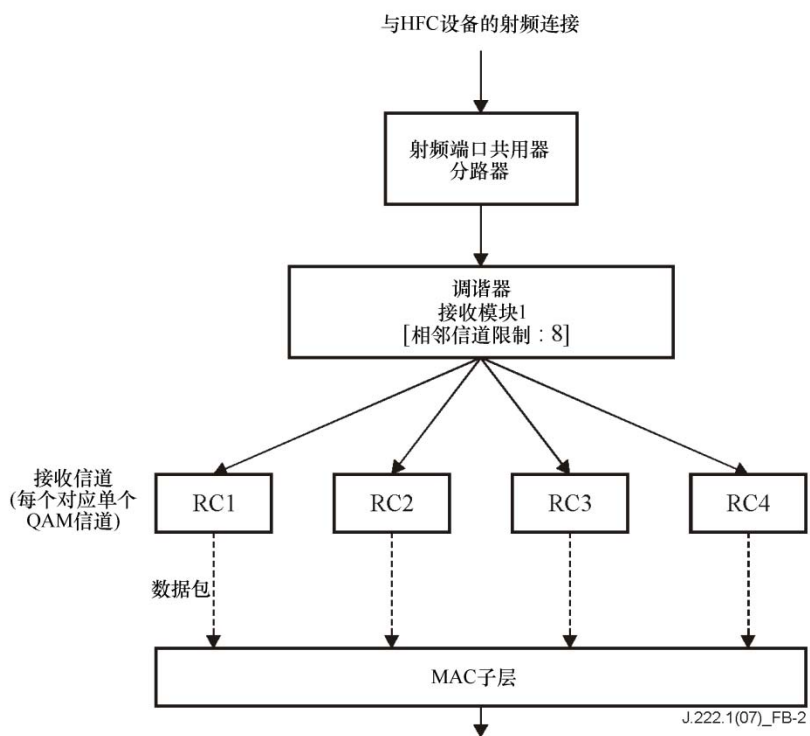 与HFC设备的射频连接
射频端口共用器
分路器
调谐器
接收模块1
[相邻信道限制：8]
接收信道
(每个对应单个
QAM信道)
RC1
RC2
RC3
RC4
数据包
MAC子层
J.222.1(07)_FB-2